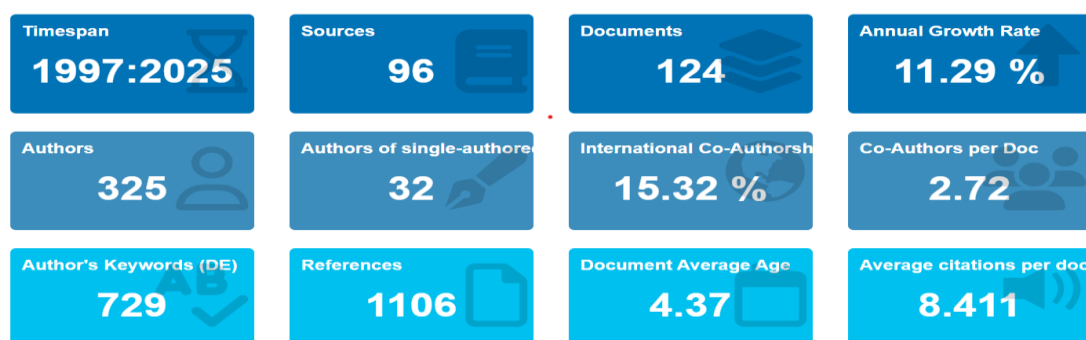 Timespan
1997:2025
Sources
96
Documents
124
Annual Growth Rate
11.29 %
Authors
325
Authors of single-authored
32
International Co-Authorsh
15.32 %
Co-Authors per Doc
2.72
Author's Keywords (DE)
729
References
1106
Document Average Age
4.37
Average citations per doc
8.411
AB